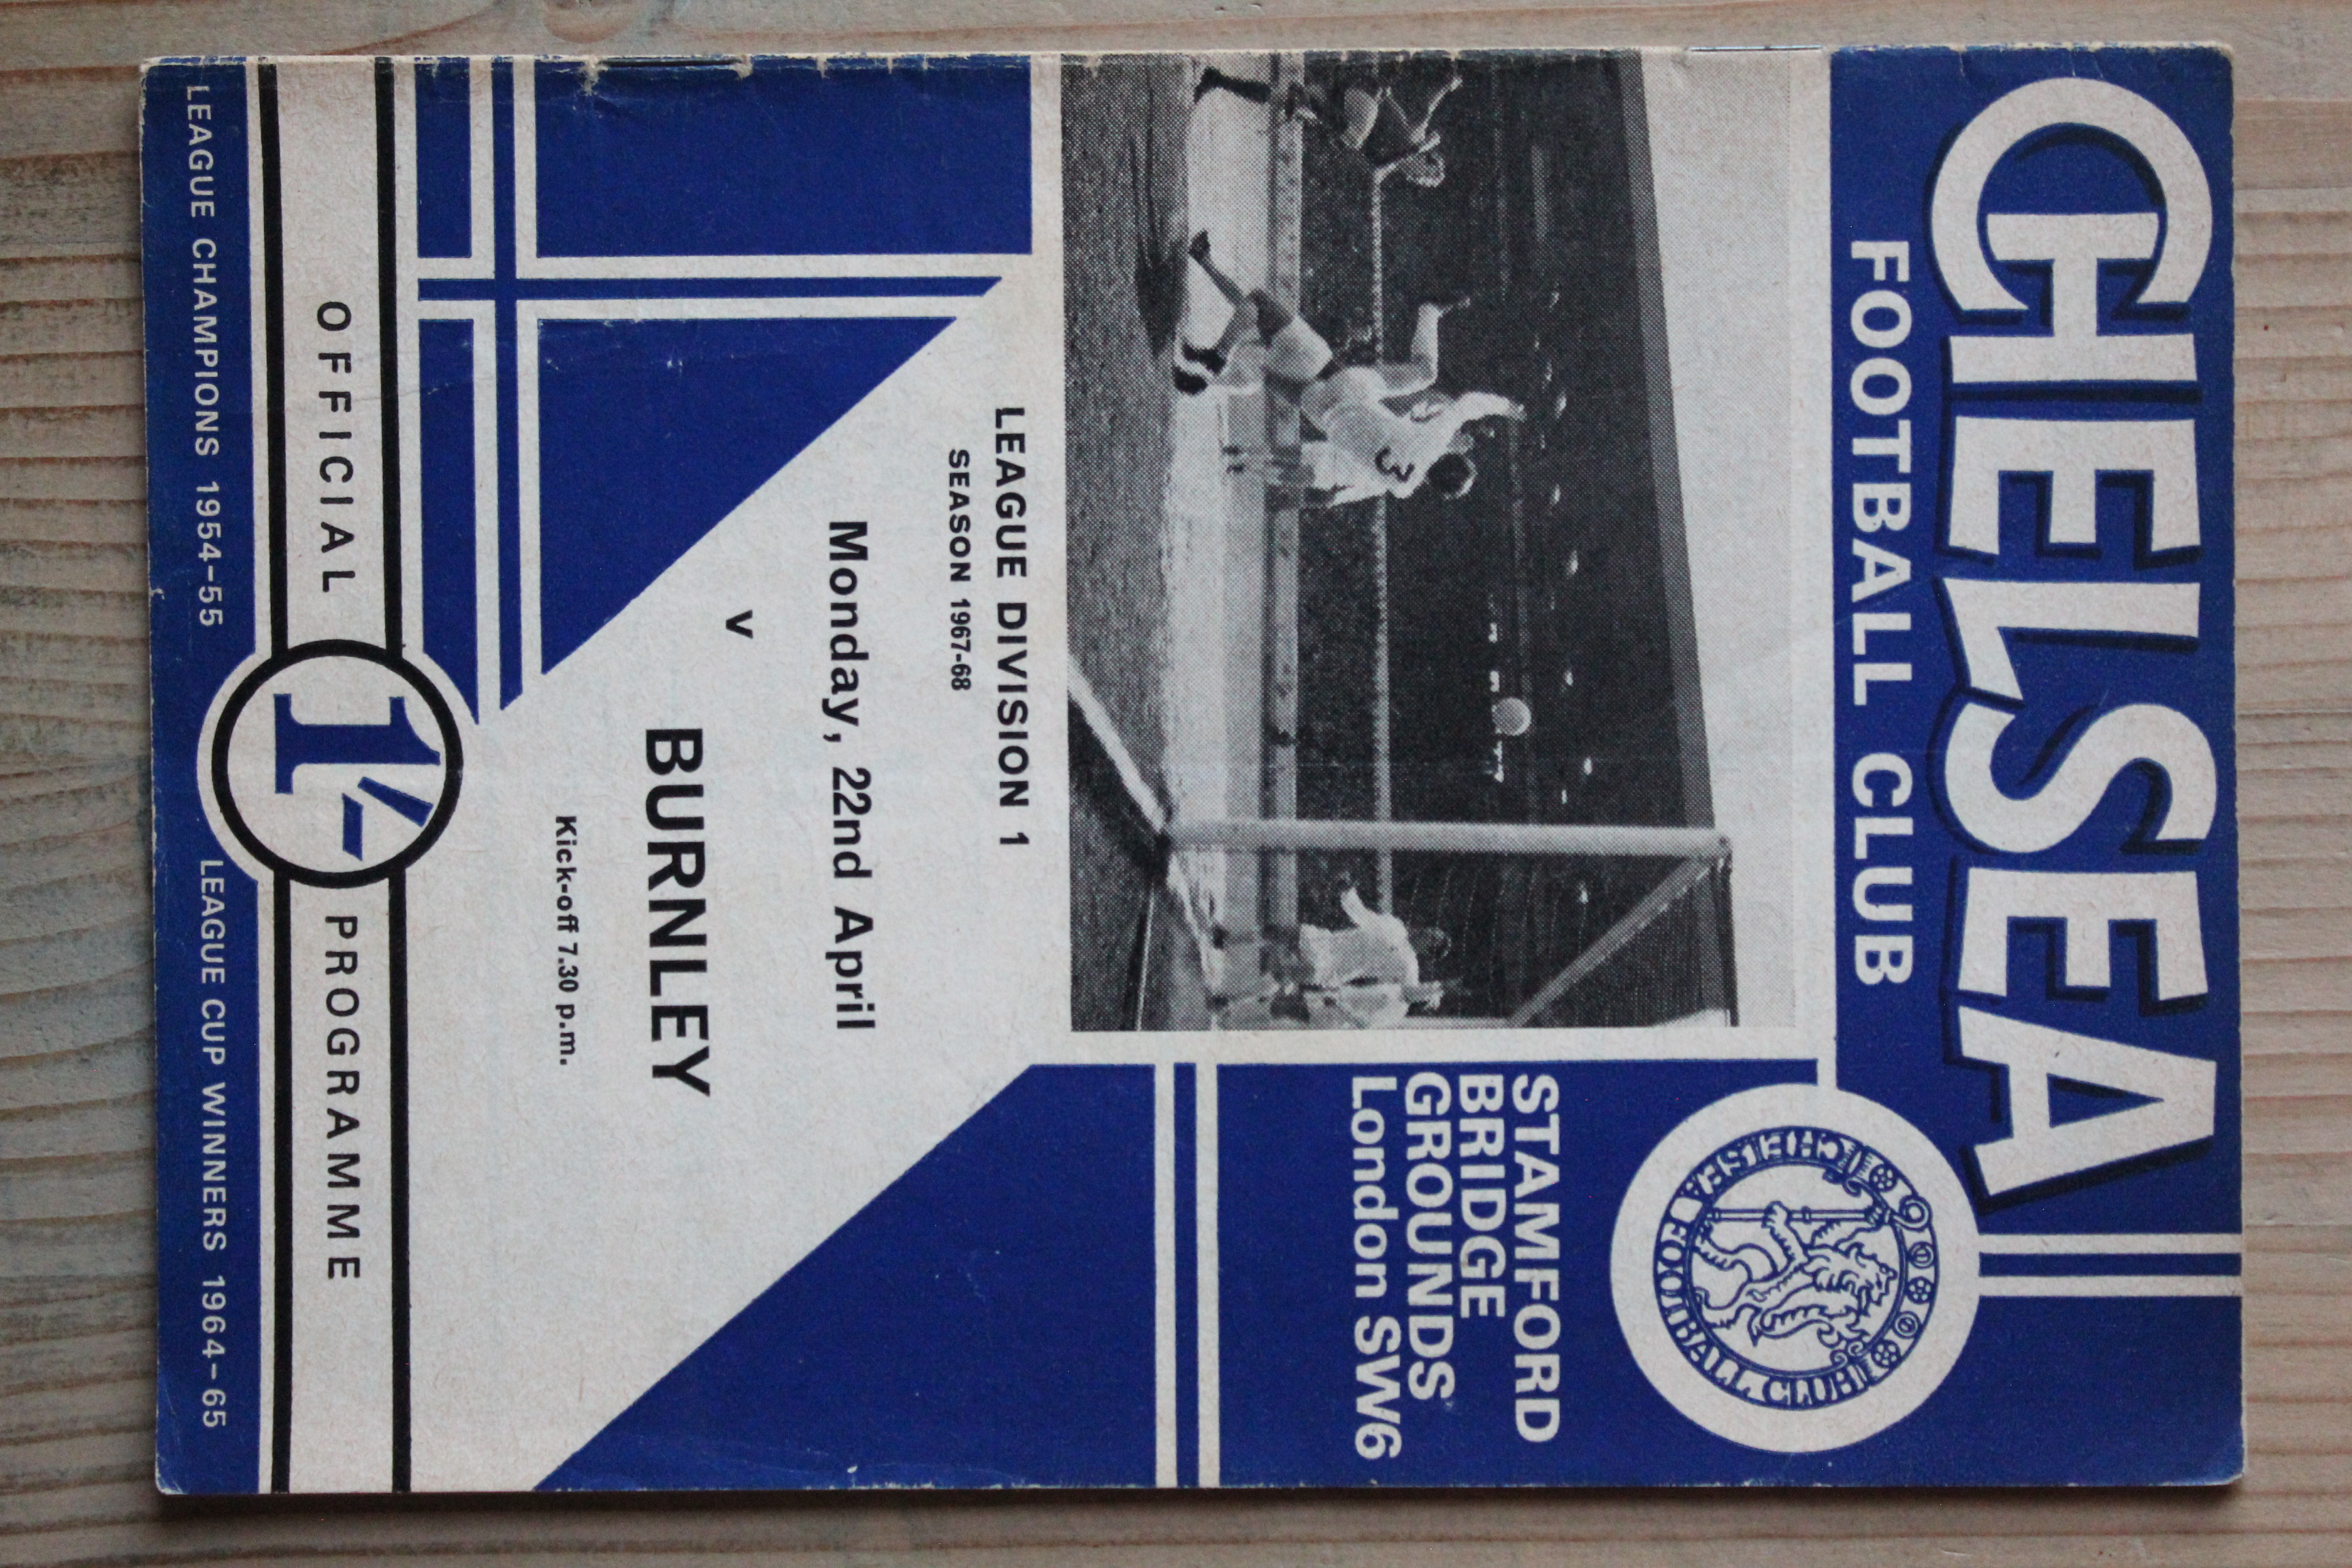 CHELSEA
FOOTBALL CLUB
CHELSEA FOOTBALL CLUB
STAMFORD
BRIDGE
GROUNDS
London SW6
3
LEAGUE DIVISION 1
SEASON 1967-68
Monday, 22nd April
v
BURNLEY
Kick-off 7.30 p.m.
OFFICIAL 1'- PROGRAMME
LEAGUE CHAMPIONS 1954-55 LEAGUE CUP WINNERS 1964-65